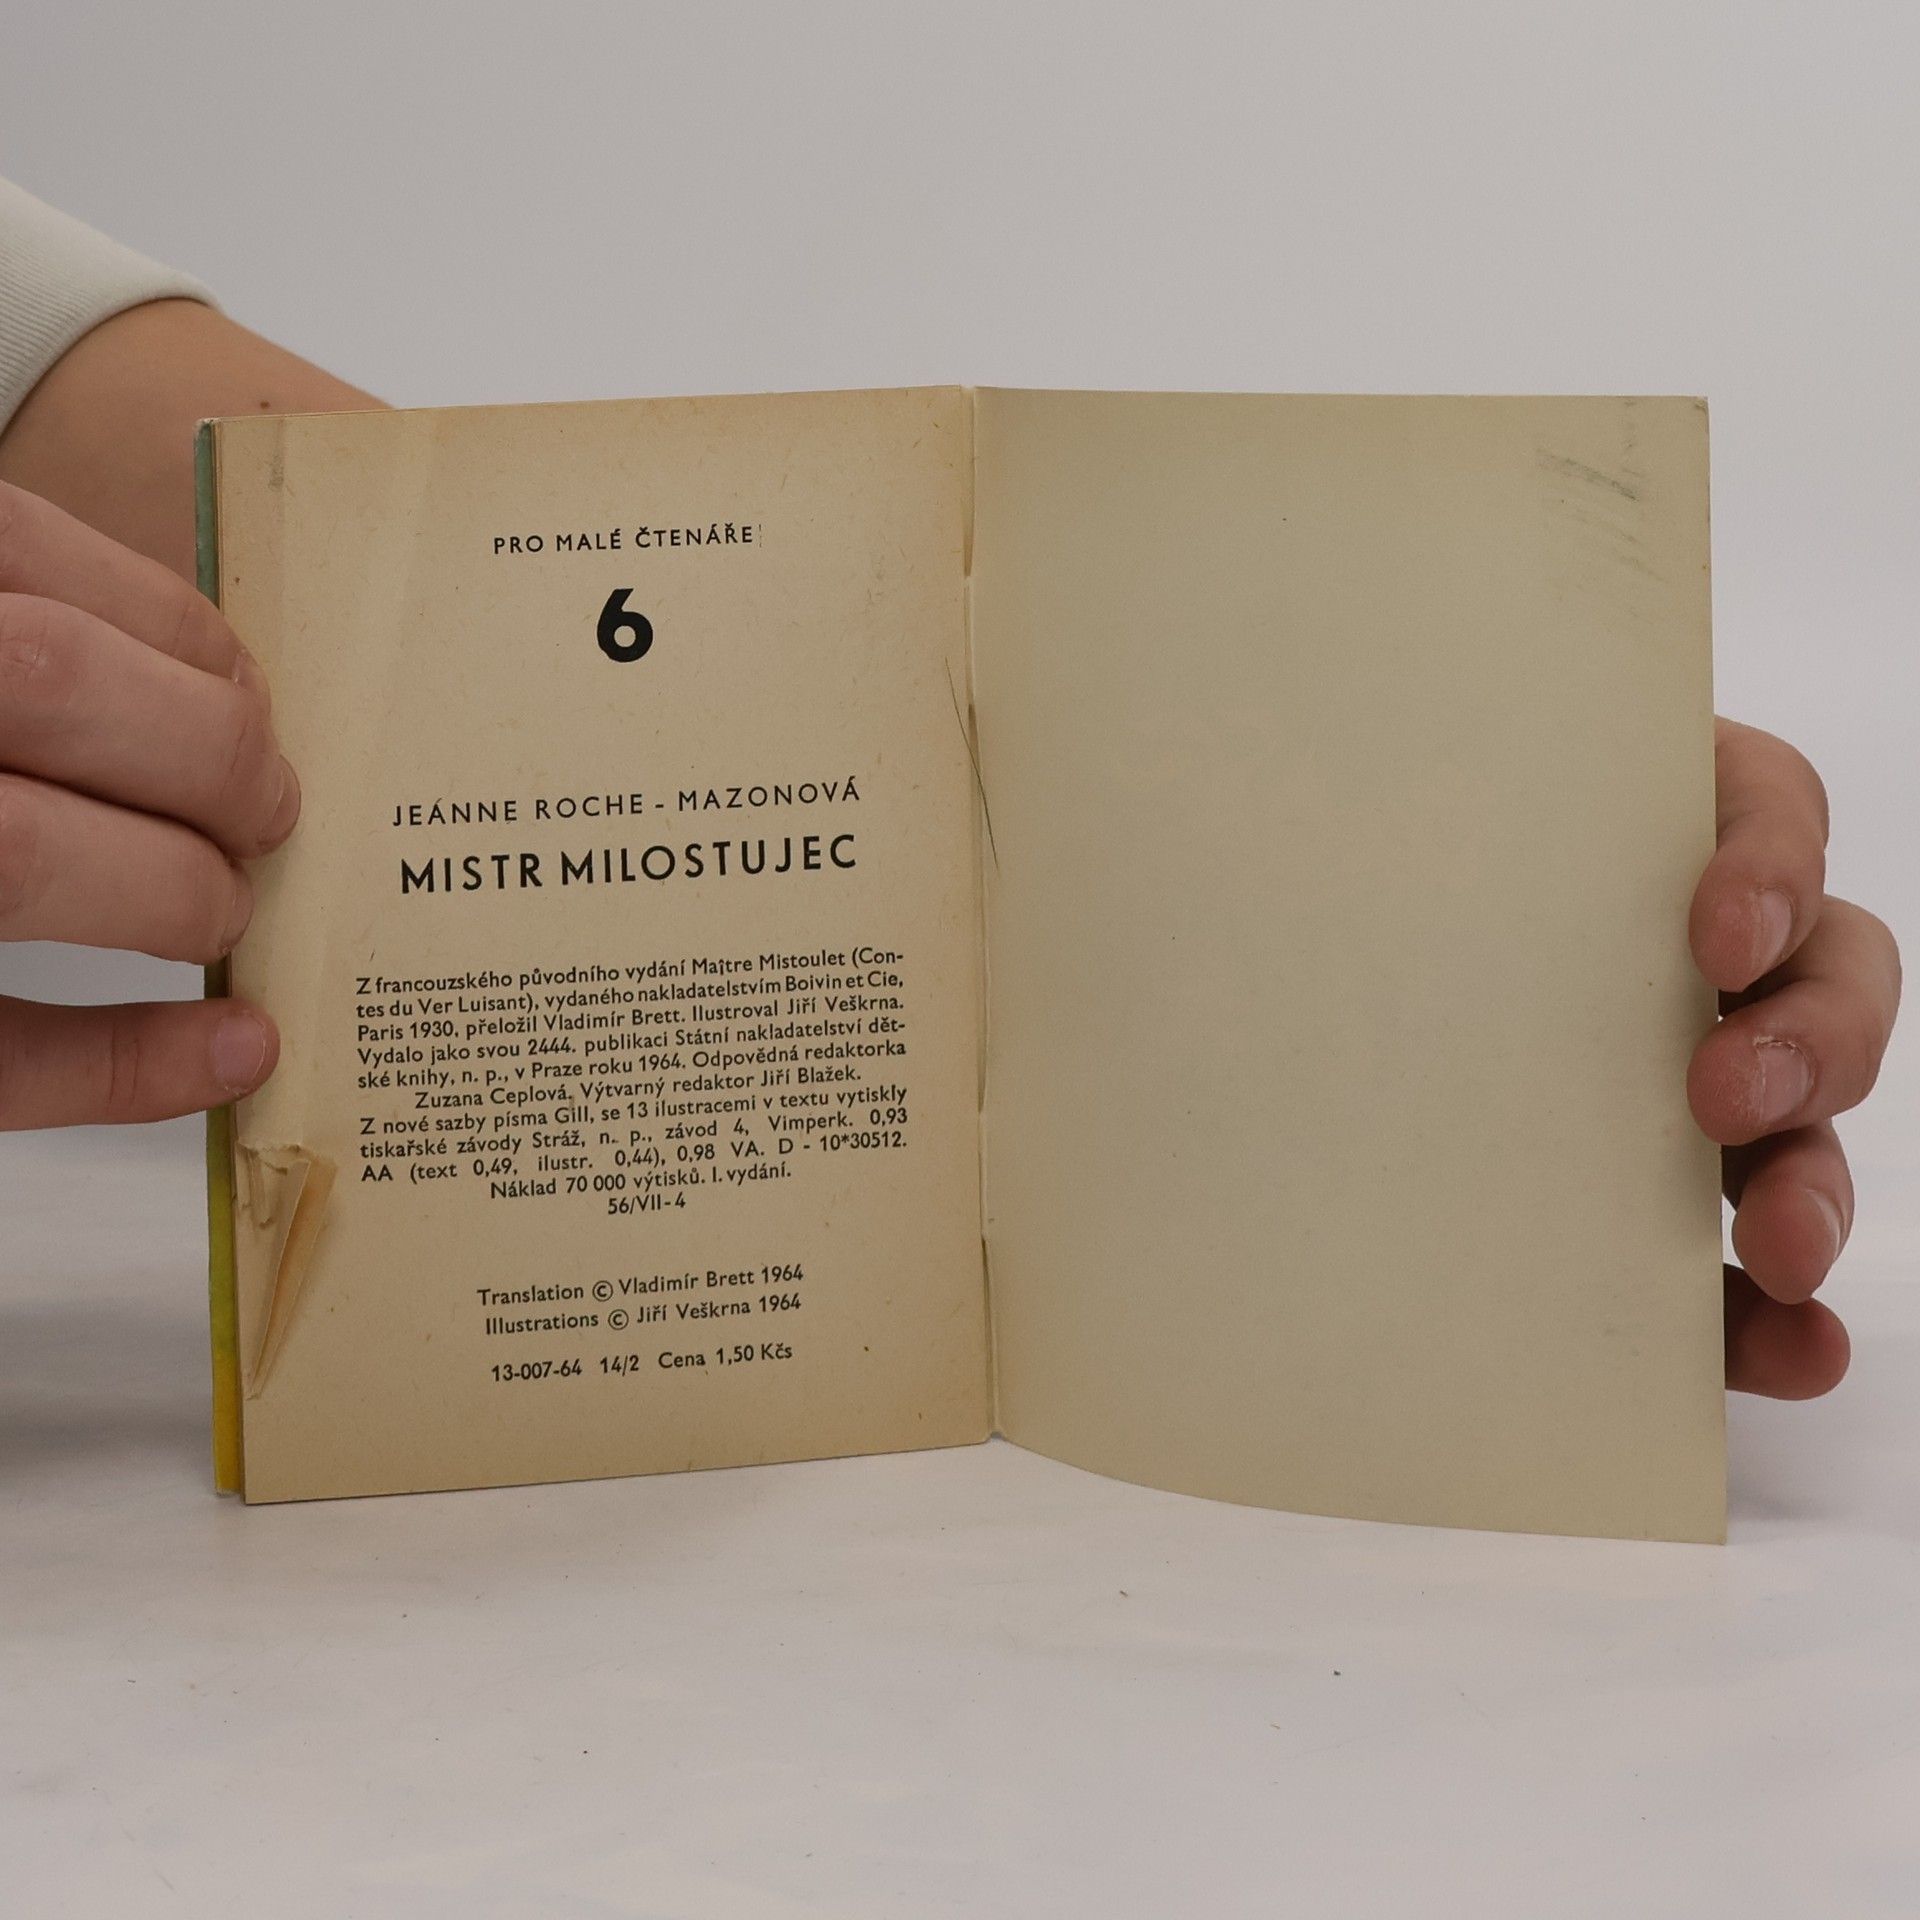 PRO MALÉ ČTENÁŘE
6
JEÁNNE ROCHE - MAZONOVÁ
MISTR MILOSTUJEC
Z francouzského původního vydání Maître Mistoulet (Con-
tes du Ver Luisant), vydaného nakladatelstvím Boivin et Cie,
Paris 1930, přeložil Vladimír Brett. Ilustroval Jiří Veškrna.
Vydalo jako svou 2444. publikaci Státní nakladatelství dět-
ské knihy, n. p., v Praze roku 1964. Odpovědná redaktorka
Zuzana Ceplová. Výtvarný redaktor Jiří Blažek.
Z nové sazby písma Gill, se 13 ilustracemi v textu vytiskly
tiskařské závody Stráž, n. p., závod 4, Vimperk. 0,93
AA (text 0,49, ilustr. 0,44), 0,98 VA. D - 10*30512.
Náklad 70 000 výtisků. I. vydání.
56/VII-4
Translation © Vladimír Brett 1964
Illustrations © Jiří Veškrna 1964
13-007-64 14/2 Cena 1,50 Kčs